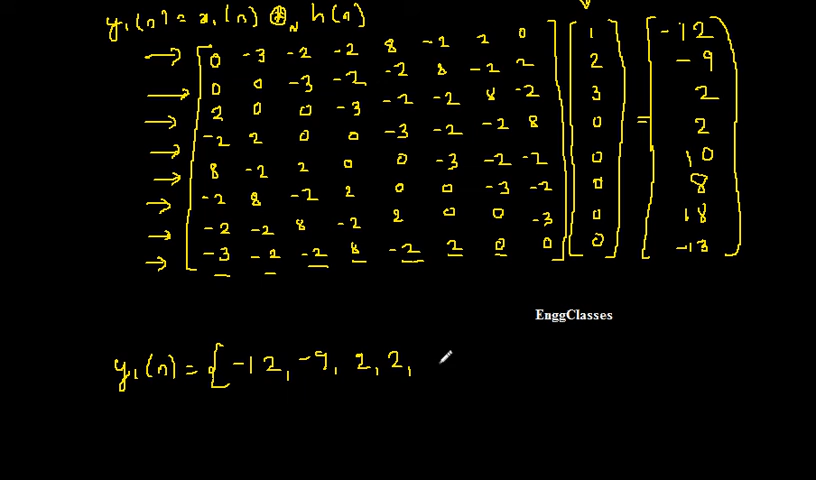 y₁(n) = x₁(n) Ⓝ h(n)
→ [ 0 -3 -2 -2 8 -2 2 0 ] [ 1 ] [ -12 ]
→ [ 0 0 -3 -2 -2 8 -2 2 ] [ 2 ] [ -9 ]
→ [ 2 0 0 -3 -2 -2 8 -2 ] [ 3 ] [ 2 ]
→ [ -2 2 0 0 -3 -2 -2 8 ] [ 0 ] = [ 2 ]
→ [ 8 -2 2 0 0 -3 -2 -2 ] [ 0 ] [ 10 ]
→ [ -2 8 -2 2 0 0 -3 -2 ] [ 0 ] [ 8 ]
→ [ -2 -2 8 -2 2 0 0 -3 ] [ 0 ] [ 18 ]
→ [ -3 -2 -2 8 -2 2 0 0 ] [ 0 ] [ -13 ]
EnggClasses
y₁(n) = { -12, -9, 2, 2,